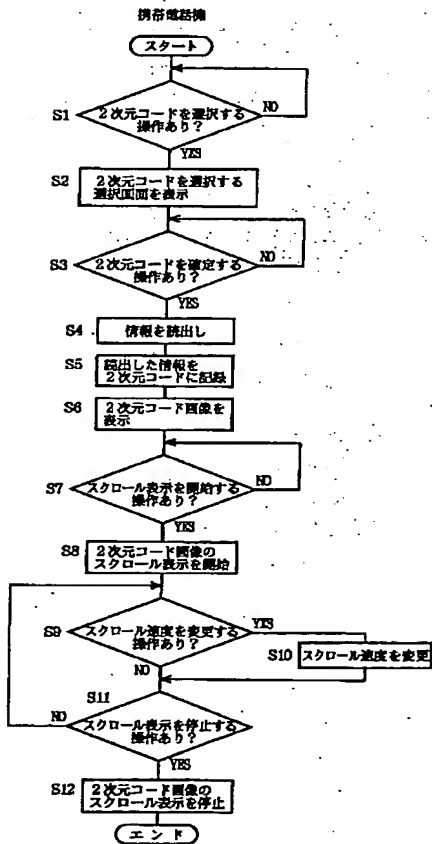 携帯電話機
スタート
S1
2次元コードを選択する
操作あり?
NO
YES
S2
2次元コードを選択する
選択画面を表示
S3
2次元コードを確定する
操作あり?
NO
YES
S4
情報を読出し
S5
読出した情報を
2次元コードに記録
S6
2次元コード画像を
表示
S7
スクロール表示を開始する
操作あり?
NO
YES
S8
2次元コード画像の
スクロール表示を開始
S9
スクロール速度を変更する
操作あり?
YES
NO
S10
スクロール速度を変更
S11
スクロール表示を停止する
操作あり?
NO
YES
S12
2次元コード画像の
スクロール表示を停止
エンド